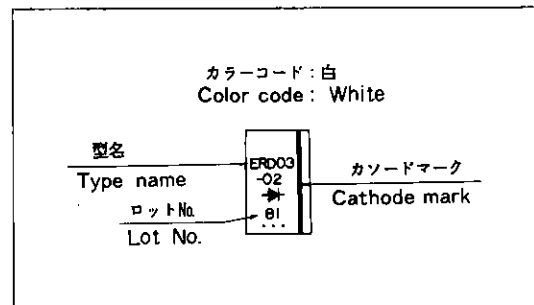 カラーコード：白
Color code : White
型名
Type name
ロットNo.
Lot No.
ERD03
-02
81
...
カソードマーク
Cathode mark